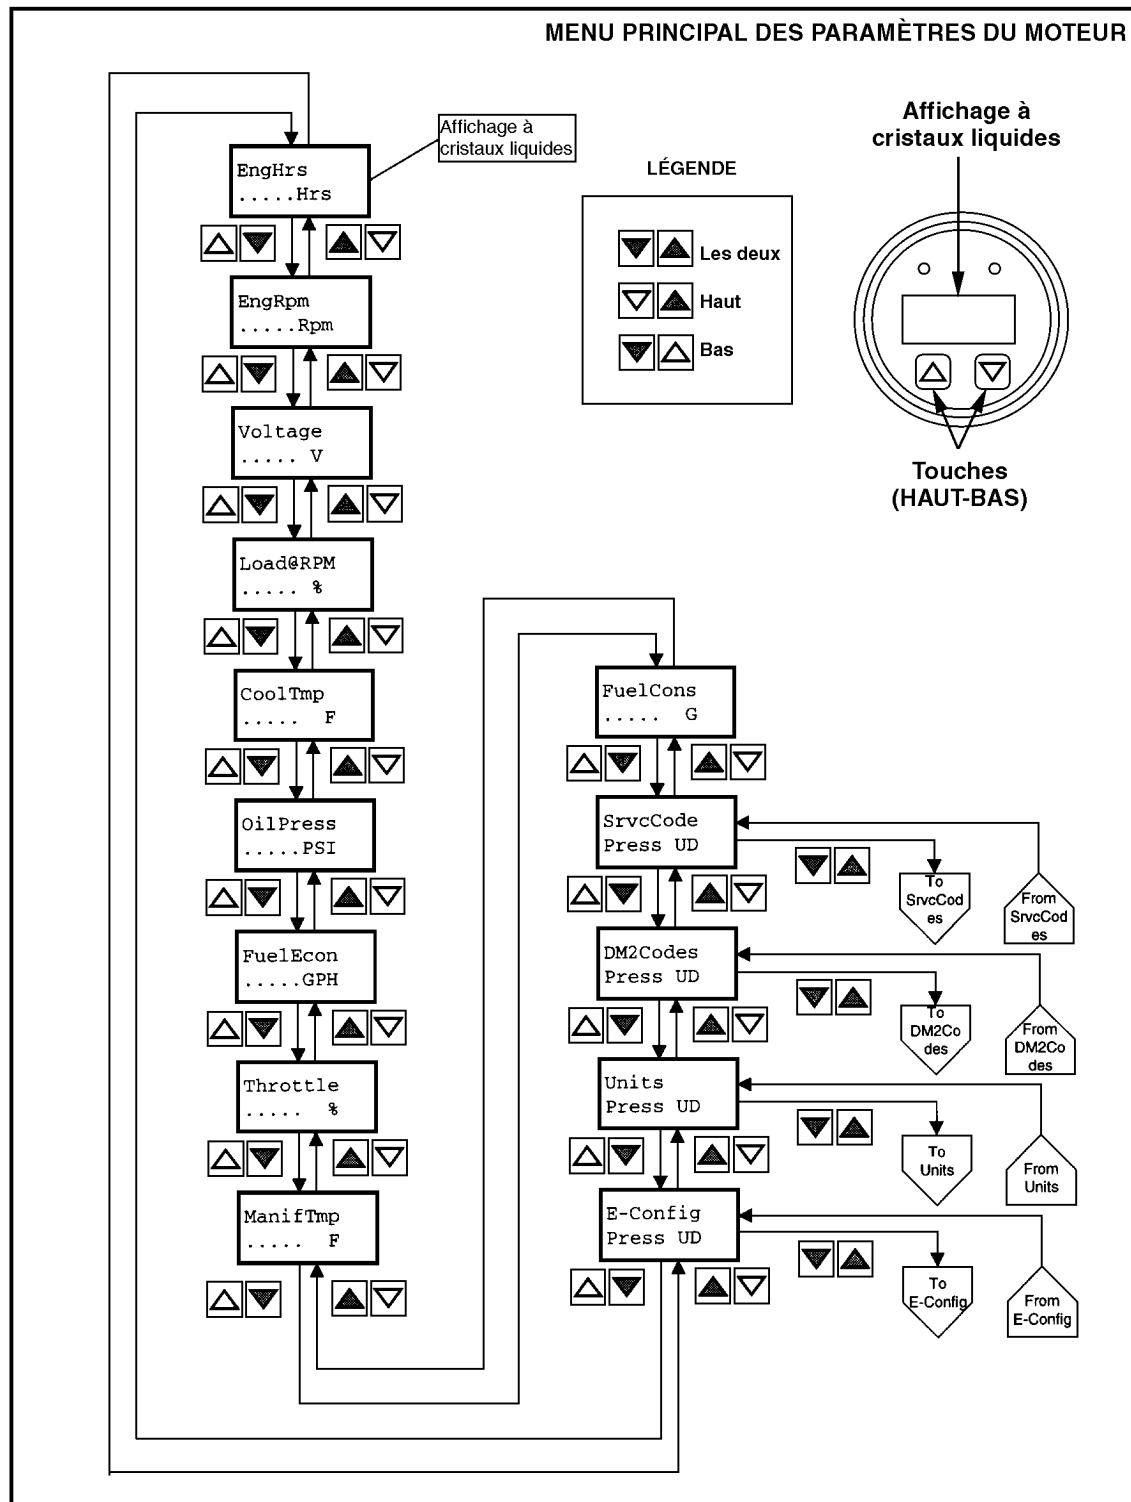 MENU PRINCIPAL DES PARAMÈTRES DU MOTEUR
Affichage à
cristaux liquides
EngHrs
.....Hrs
EngRpm
.....Rpm
Voltage
..... V
Load@RPM
..... %
CoolTmp
..... F
OilPress
.....PSI
FuelEcon
.....GPH
Throttle
..... %
ManifTmp
..... F
LÉGENDE
Les deux
Haut
Bas
Affichage à
cristaux liquides
Touches
(HAUT-BAS)
FuelCons
..... G
SrvcCode
Press UD
To
SrvcCod
es
From
SrvcCod
es
DM2Codes
Press UD
To
DM2Co
des
From
DM2Co
des
Units
Press UD
To
Units
From
Units
E-Config
Press UD
To
E-Config
From
E-Config